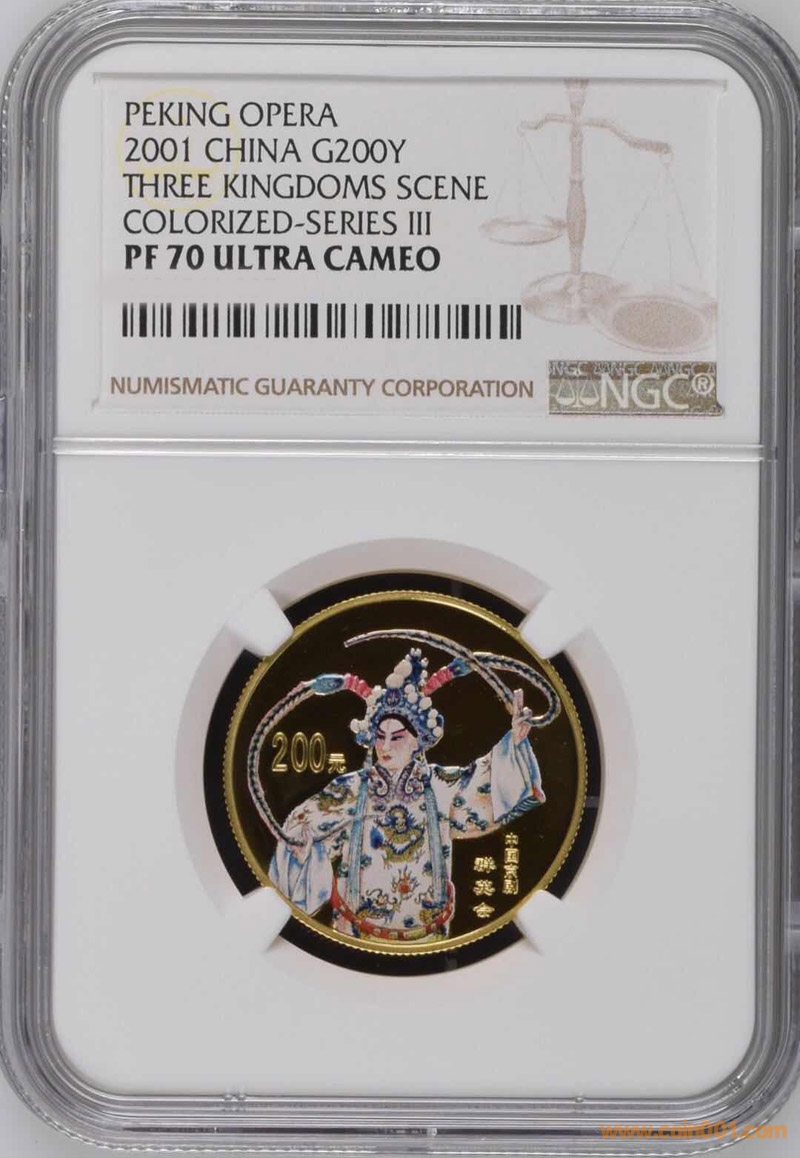 PEKING OPERA
2001 CHINA G200Y
THREE KINGDOMS SCENE
COLORIZED-SERIES III
PF 70 ULTRA CAMEO
NUMISMATIC GUARANTY CORPORATION
NGC®
200元
中国京剧
群英会
www.coin001.com